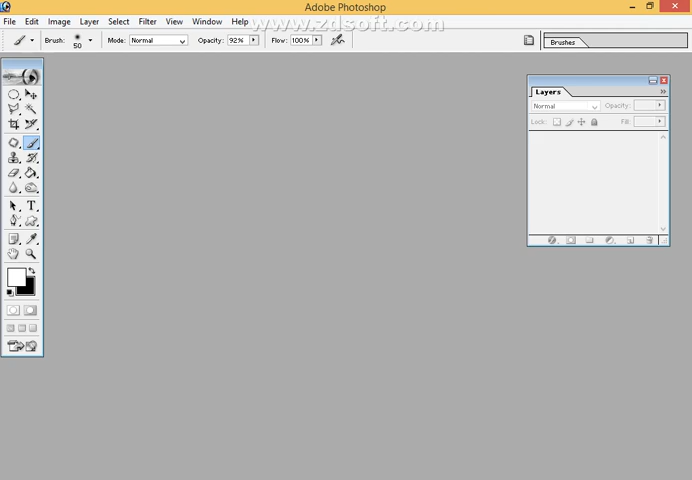 Adobe Photoshop
File Edit Image Layer Select Filter View Window Help
www.zdsoft.com
Brush: 50 Mode: Normal Opacity: 92% Flow: 100% Brushes
Layers
Normal Opacity:
Lock: Fill:
T